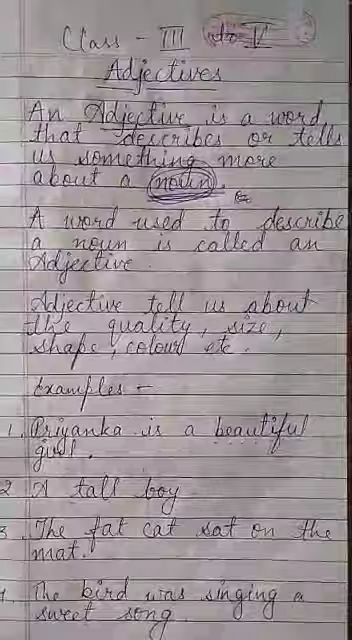 Class - III to V
Adjectives
An Adjective is a word
that describes or tells
us something more
about a noun.
A word used to describe
a noun is called an
Adjective.
Adjective tell us about
the quality, size,
shape, colour etc.
Examples -
1. Priyanka is a beautiful
girl.
2 A tall boy
3 The fat cat sat on the
mat.
4. The bird was singing a
sweet song.